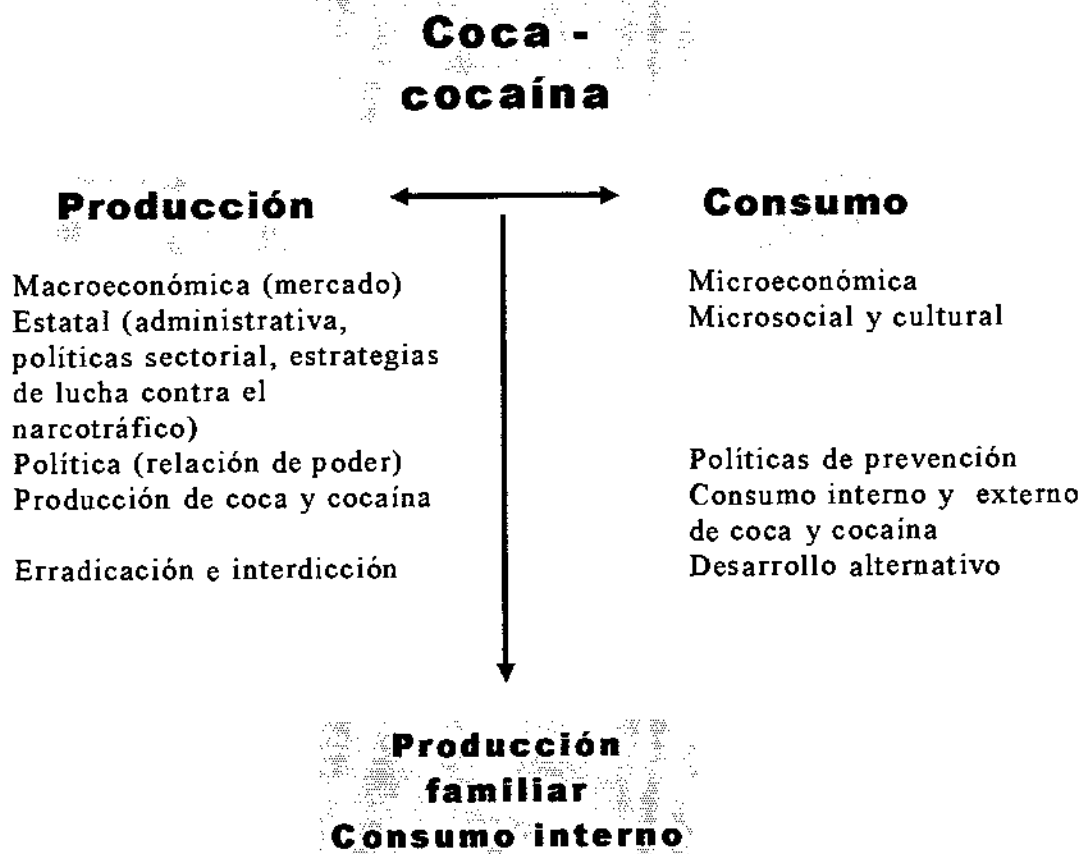 Coca -
cocaína
Producción
Consumo
Macroeconómica (mercado)
Estatal (administrativa,
políticas sectorial, estrategias
de lucha contra el
narcotráfico)
Política (relación de poder)
Producción de coca y cocaína
Erradicación e interdicción
Microeconómica
Microsocial y cultural
Políticas de prevención
Consumo interno y externo
de coca y cocaína
Desarrollo alternativo
Producción
familiar
Consumo interno